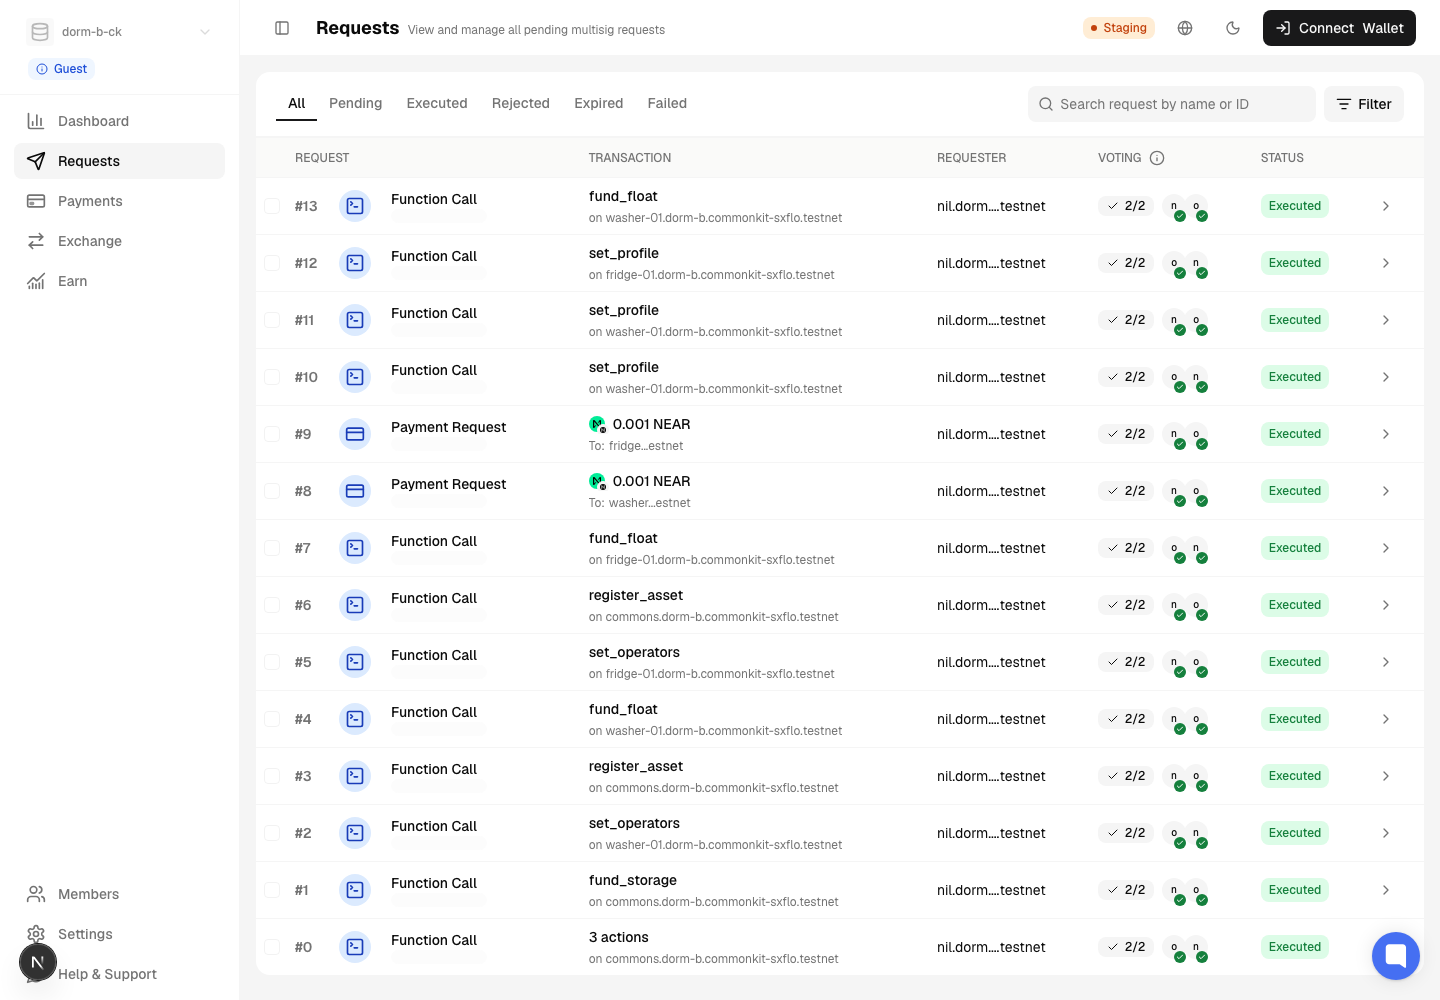 dorm-b-ck
Guest
Dashboard
Requests
Payments
Exchange
Earn
Members
Settings
Help & Support
N
Requests View and manage all pending multisig requests
Staging
Connect Wallet
All Pending Executed Rejected Expired Failed
Search request by name or ID
Filter
REQUEST TRANSACTION REQUESTER VOTING STATUS
#13 Function Call fund_float nil.dorm....testnet 2/2 n o Executed
on washer-01.dorm-b.commonkit-sxflo.testnet
#12 Function Call set_profile nil.dorm....testnet 2/2 o n Executed
on fridge-01.dorm-b.commonkit-sxflo.testnet
#11 Function Call set_profile nil.dorm....testnet 2/2 n o Executed
on washer-01.dorm-b.commonkit-sxflo.testnet
#10 Function Call set_profile nil.dorm....testnet 2/2 o n Executed
on washer-01.dorm-b.commonkit-sxflo.testnet
#9 Payment Request 0.001 NEAR nil.dorm....testnet 2/2 n o Executed
To: fridge...estnet
#8 Payment Request 0.001 NEAR nil.dorm....testnet 2/2 n o Executed
To: washer...estnet
#7 Function Call fund_float nil.dorm....testnet 2/2 o n Executed
on fridge-01.dorm-b.commonkit-sxflo.testnet
#6 Function Call register_asset nil.dorm....testnet 2/2 n o Executed
on commons.dorm-b.commonkit-sxflo.testnet
#5 Function Call set_operators nil.dorm....testnet 2/2 n o Executed
on fridge-01.dorm-b.commonkit-sxflo.testnet
#4 Function Call fund_float nil.dorm....testnet 2/2 n o Executed
on washer-01.dorm-b.commonkit-sxflo.testnet
#3 Function Call register_asset nil.dorm....testnet 2/2 n o Executed
on commons.dorm-b.commonkit-sxflo.testnet
#2 Function Call set_operators nil.dorm....testnet 2/2 o n Executed
on washer-01.dorm-b.commonkit-sxflo.testnet
#1 Function Call fund_storage nil.dorm....testnet 2/2 n o Executed
on commons.dorm-b.commonkit-sxflo.testnet
#0 Function Call 3 actions nil.dorm....testnet 2/2 o n Executed
on commons.dorm-b.commonkit-sxflo.testnet